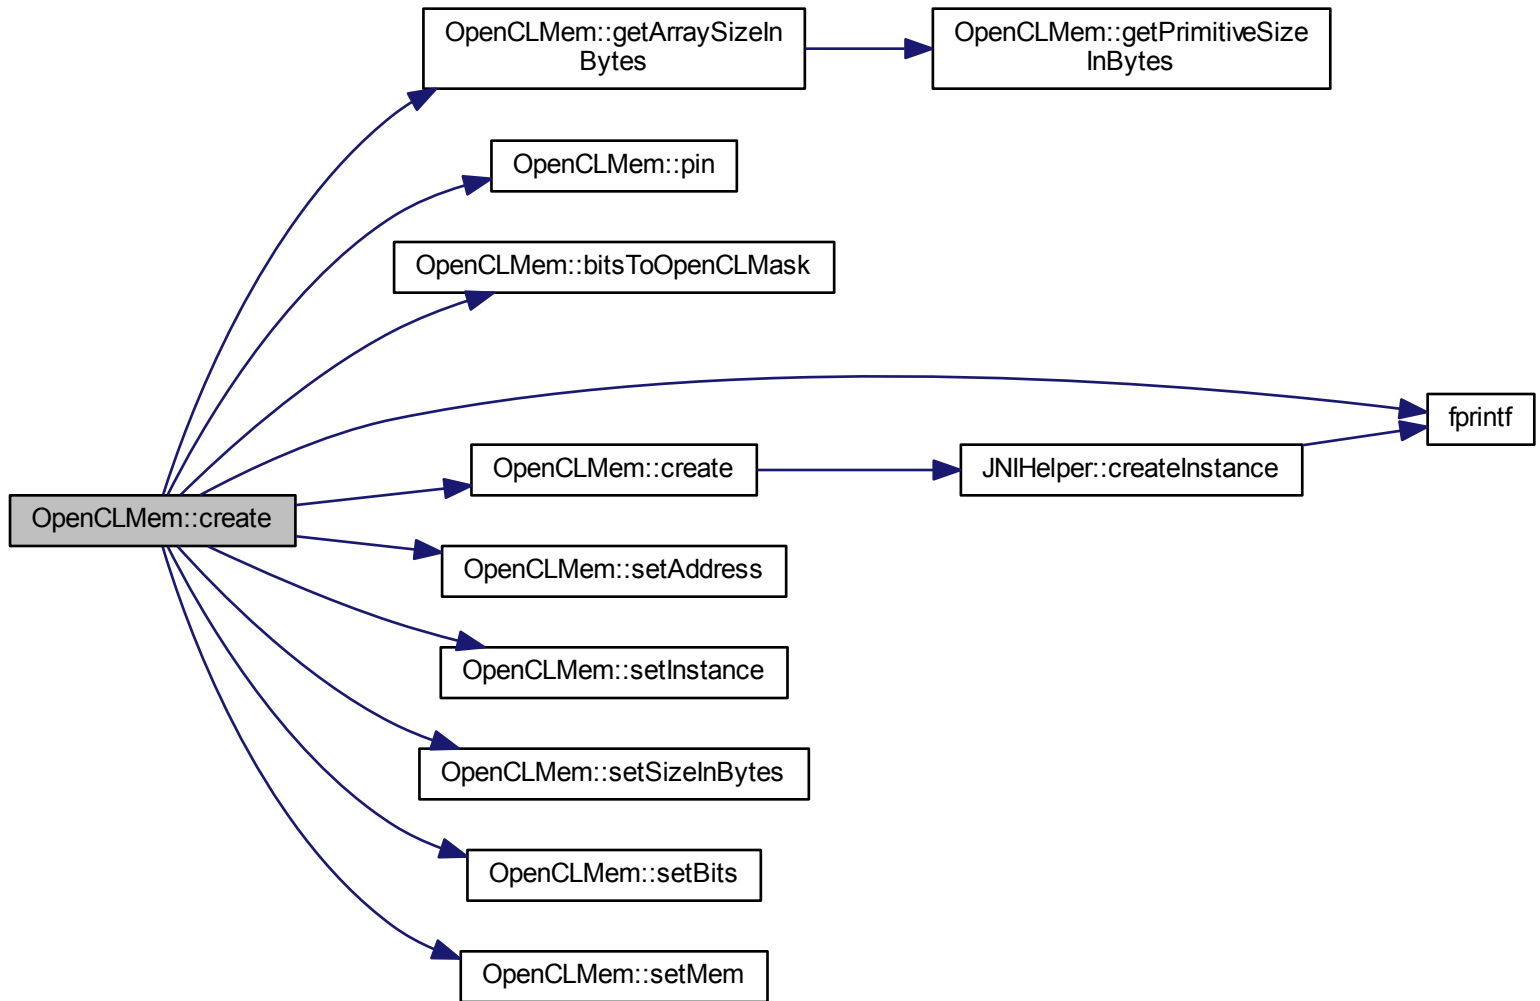 OpenCLMem::getArraySizeIn
Bytes
OpenCLMem::getPrimitiveSize
InBytes
OpenCLMem::pin
OpenCLMem::bitsToOpenCLMask
fprintf
OpenCLMem::create
JNIHelper::createInstance
OpenCLMem::create
OpenCLMem::setAddress
OpenCLMem::setInstance
OpenCLMem::setSizeInBytes
OpenCLMem::setBits
OpenCLMem::setMem